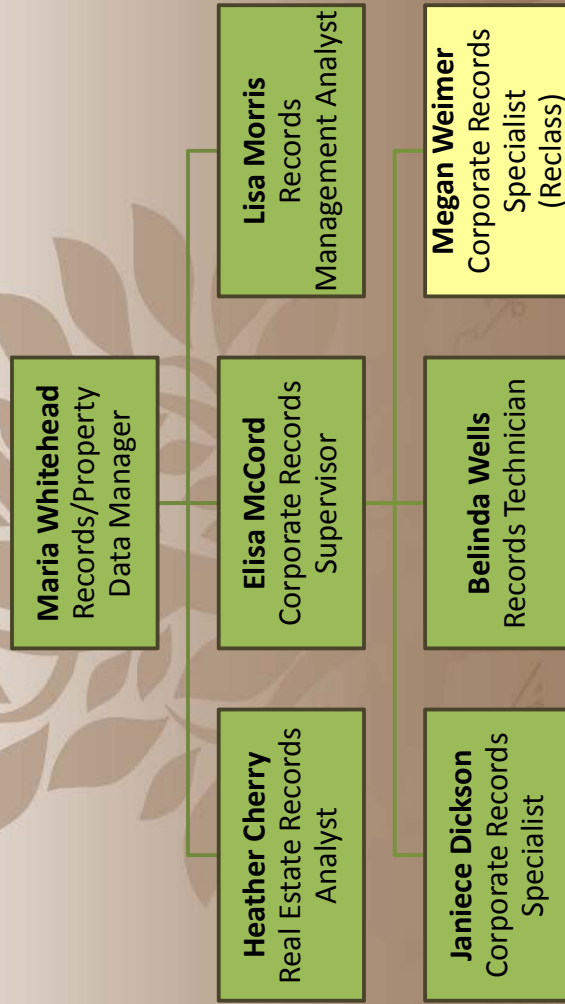 Maria Whitehead
Records/Property
Data Manager
Heather Cherry
Real Estate Records
Analyst
Elisa McCord
Corporate Records
Supervisor
Lisa Morris
Records
Management Analyst
Janiece Dickson
Corporate Records
Specialist
Belinda Wells
Records Technician
Megan Weimer
Corporate Records
Specialist
(Reclass)